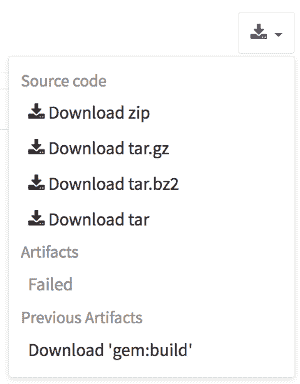 Source code
Download zip
Download tar.gz
Download tar.bz2
Download tar
Artifacts
Failed
Previous Artifacts
Download 'gem:build'